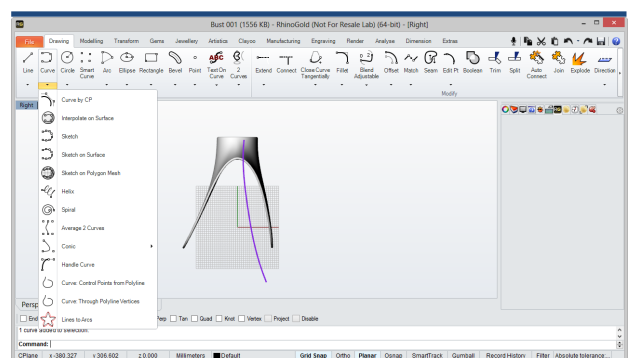 Bust 001 (1556 KB) - RhinoGold (Not For Resale Lab) (64-bit) - [Right]
File Drawing Modelling Transform Gems Jewellery Artistics Clayoo Manufacturing Engraving Render Analyse Dimension Extras
Line Curve Circle Smart Curve Arc Ellipse Rectangle Bevel Point Text On Curve 2 Curves Extend Connect Close Curve Tangentially Fillet Blend Adjustable Offset Match Seam Edit Pt Boolean Trim Split Auto Connect Join Explode Direction
Modify
Right
Curve by CP
Interpolate on Surface
Sketch
Sketch on Surface
Sketch on Polygon Mesh
Helix
Spiral
Average 2 Curves
Conic
Handle Curve
Curve: Control Points from Polyline
Curve: Through Polyline Vertices
Lines to Arcs
Persp
End Perp Tan Quad Knot Vertex Project Disable
1 curve added to selection.
Command:
CPlane x -380.327 y 306.602 z 0.000 Millimeters Default Grid Snap Ortho Planar Osnap SmartTrack Gumball Record History Filter Absolute tolerance:...